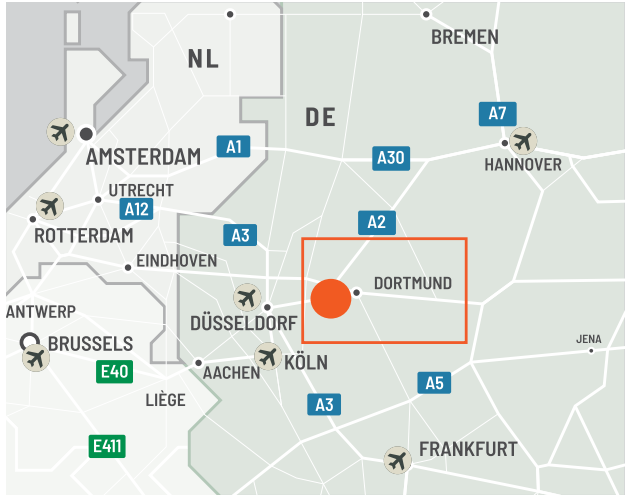 NL
BREMEN
DE
A7
AMSTERDAM
A1
A30
HANNOVER
UTRECHT
A12
ROTTERDAM
A3
A2
EINDHOVEN
DORTMUND
ANTWERP
DÜSSELDORF
BRUSSELS
KÖLN
JENA
E40
AACHEN
A5
LIÈGE
A3
E411
FRANKFURT